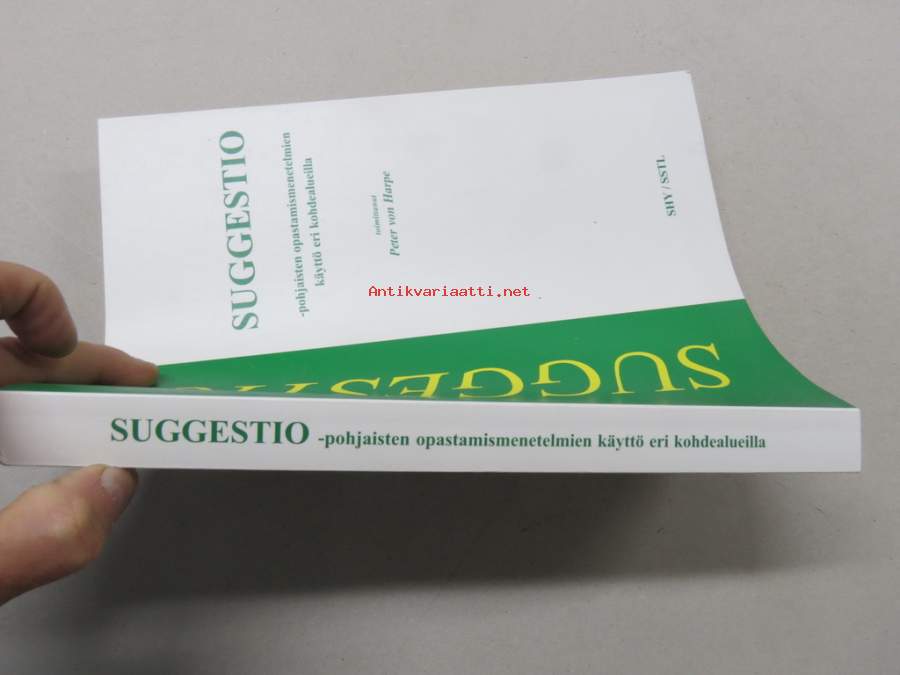 SUGGESTIO
-pohjaisten opastamismenetelmien
käyttö eri kohdealueilla
toimittanut
Peter von Harpe
SHY / SSTL
Antikvariaatti.net
SUGGESTIO
SUGGESTIO -pohjaisten opastamismenetelmien käyttö eri kohdealueilla